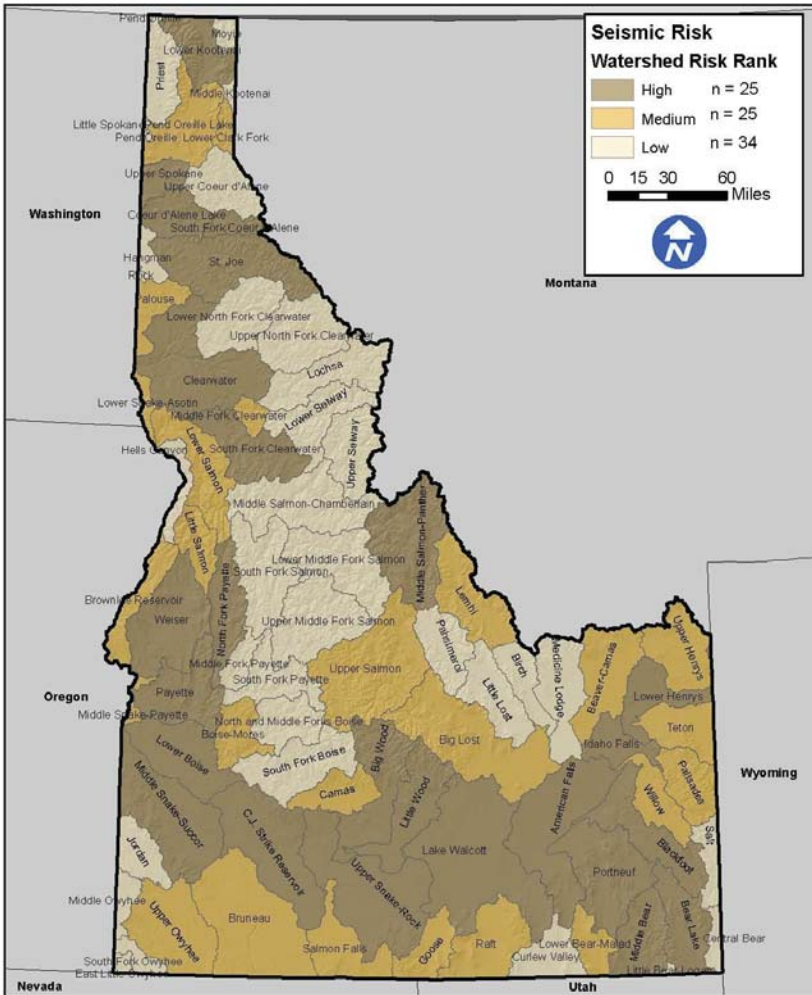 Seismic Risk
Watershed Risk Rank
High n = 25
Medium n = 25
Low n = 34
0 15 30 60
Miles
N
Washington
Montana
Oregon
Wyoming
Nevada
Utah
Pend Oreille
Moyie
Lower Kootenai
Priest
Middle Kootenai
Little Spokane
Pend Oreille Lake
Pend Oreille
Lower Clark Fork
Upper Spokane
Upper Coeur d'Alene
Coeur d'Alene Lake
South Fork Coeur d'Alene
Hangman
St. Joe
Rock
Palouse
Lower North Fork Clearwater
Upper North Fork Clearwater
Lochsa
Clearwater
Lower Selway
Lower Snake-Asotin
Middle Fork Clearwater
Upper Selway
Hells Canyon
Lower Salmon
South Fork Clearwater
Middle Salmon-Chamberlain
Middle Salmon-Panther
Little Salmon
Lower Middle Fork Salmon
South Fork Salmon
Lemhi
Brownlee Reservoir
Weiser
North Fork Payette
Upper Middle Fork Salmon
Pahsimeroi
Birch
Medicine Lodge
Beaver-Camas
Upper Henrys
Middle Fork Payette
Upper Salmon
Little Lost
South Fork Payette
Payette
Lower Henrys
Middle Snake-Payette
North and Middle Forks Boise
Boise-Mores
Teton
Big Lost
Idaho Falls
Lower Boise
South Fork Boise
Big Wood
Camas
Little Wood
American Falls
Willow
Palisades
Middle Snake-Succor
C.J. Strike Reservoir
Lake Walcott
Salt
Blackfoot
Jordan
Upper Snake-Rock
Portneuf
Middle Owyhee
Upper Owyhee
Bruneau
Salmon Falls
Goose
Raft
Lower Bear-Malad
Curlew Valley
Middle Bear
Bear Lake
Central Bear
South Fork Owyhee
East Little Owyhee
Little Bear-Logan